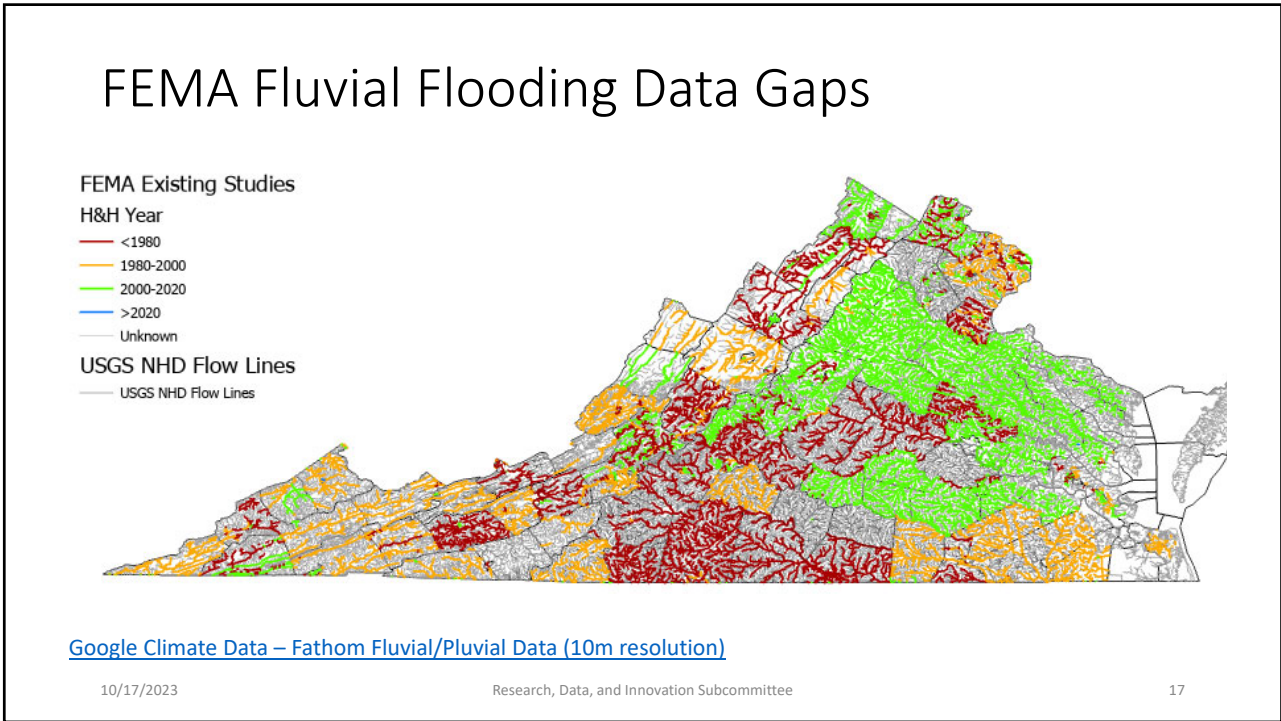 FEMA Fluvial Flooding Data Gaps
FEMA Existing Studies
H&H Year
<1980
1980-2000
2000-2020
>2020
Unknown
USGS NHD Flow Lines
USGS NHD Flow Lines
Google Climate Data – Fathom Fluvial/Pluvial Data (10m resolution)
10/17/2023
Research, Data, and Innovation Subcommittee
17